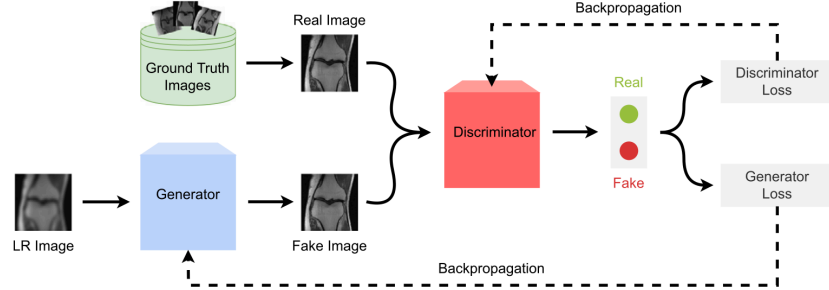 Backpropagation
Real Image
Ground Truth
Images
Discriminator
Real
Fake
Discriminator
Loss
LR Image
Generator
Fake Image
Generator
Loss
Backpropagation